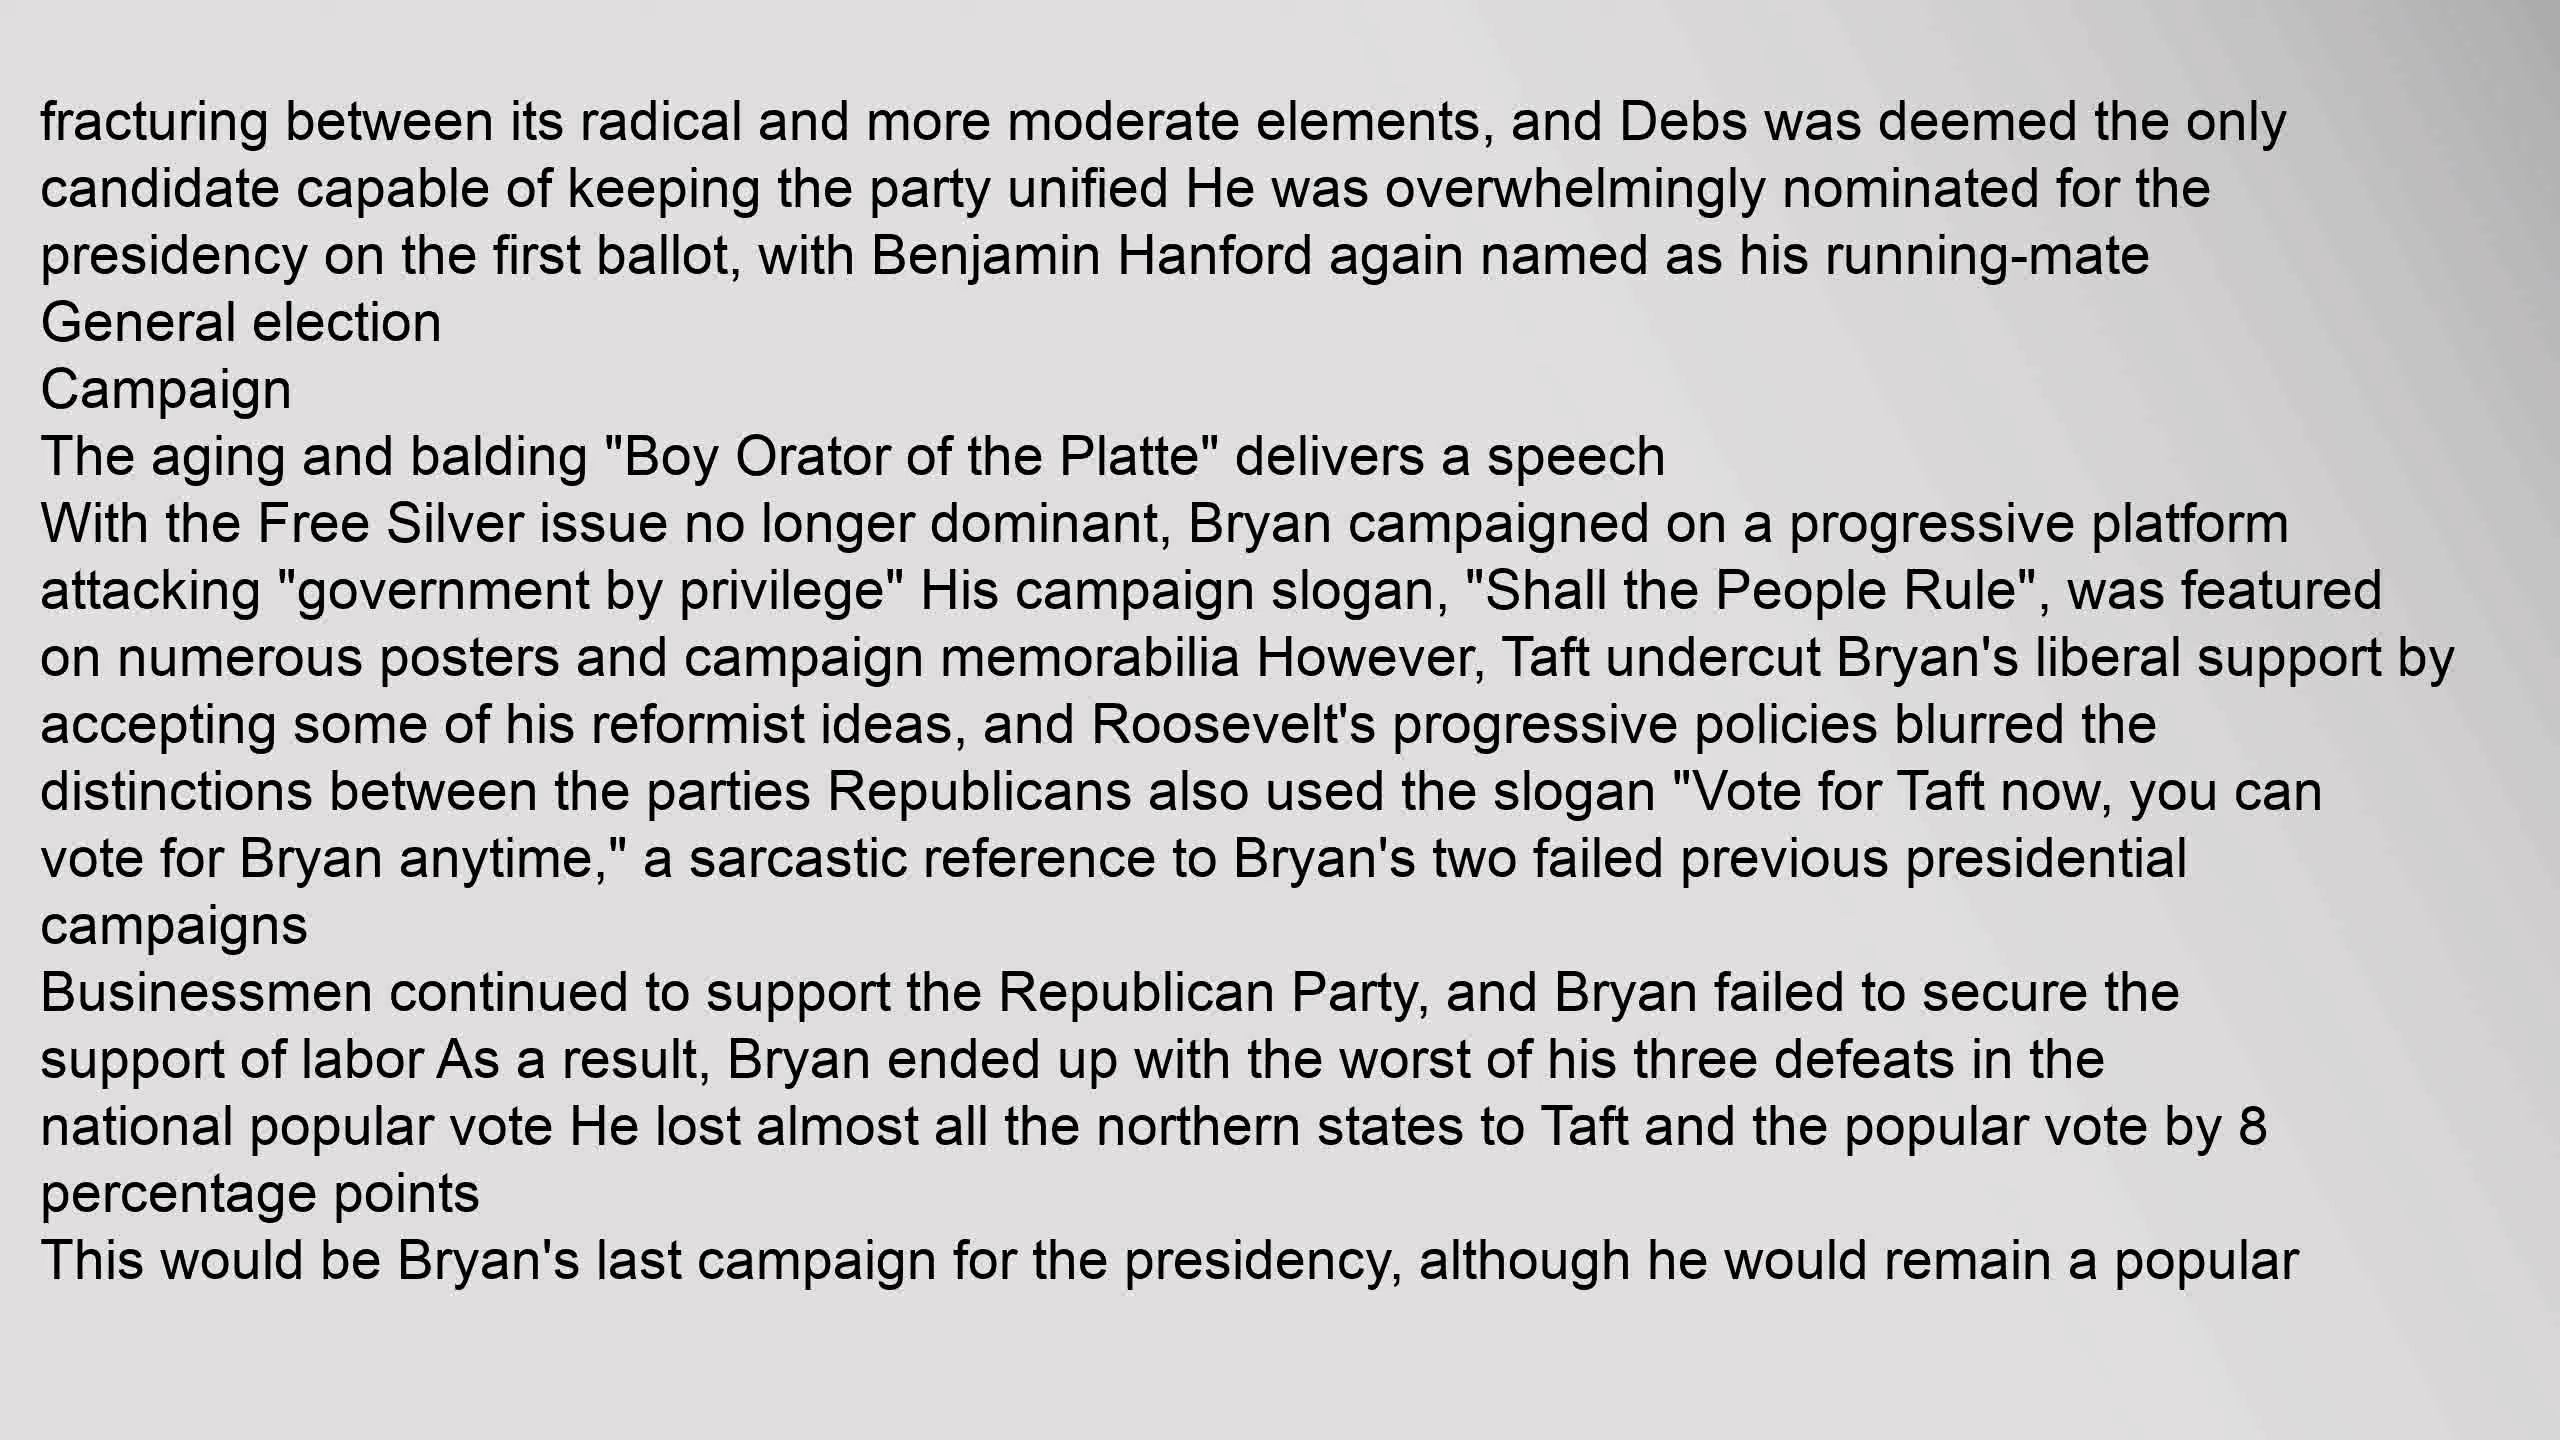 fracturing between its radical and more moderate elements, and Debs was deemed the only
candidate capable of keeping the party unified He was overwhelmingly nominated for the
presidency on the first ballot, with Benjamin Hanford again named as his running-mate
General election
Campaign
The aging and balding "Boy Orator of the Platte" delivers a speech
With the Free Silver issue no longer dominant, Bryan campaigned on a progressive platform
attacking "government by privilege" His campaign slogan, "Shall the People Rule", was featured
on numerous posters and campaign memorabilia However, Taft undercut Bryan's liberal support by
accepting some of his reformist ideas, and Roosevelt's progressive policies blurred the
distinctions between the parties Republicans also used the slogan "Vote for Taft now, you can
vote for Bryan anytime," a sarcastic reference to Bryan's two failed previous presidential
campaigns
Businessmen continued to support the Republican Party, and Bryan failed to secure the
support of labor As a result, Bryan ended up with the worst of his three defeats in the
national popular vote He lost almost all the northern states to Taft and the popular vote by 8
percentage points
This would be Bryan's last campaign for the presidency, although he would remain a popular